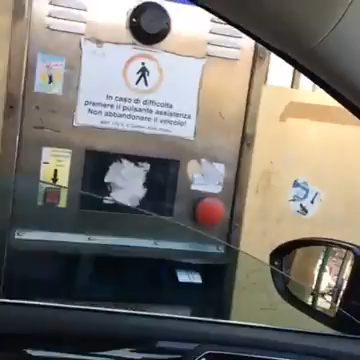 In caso di difficoltà
premere il pulsante assistenza
Non abbandonare il veicolo!